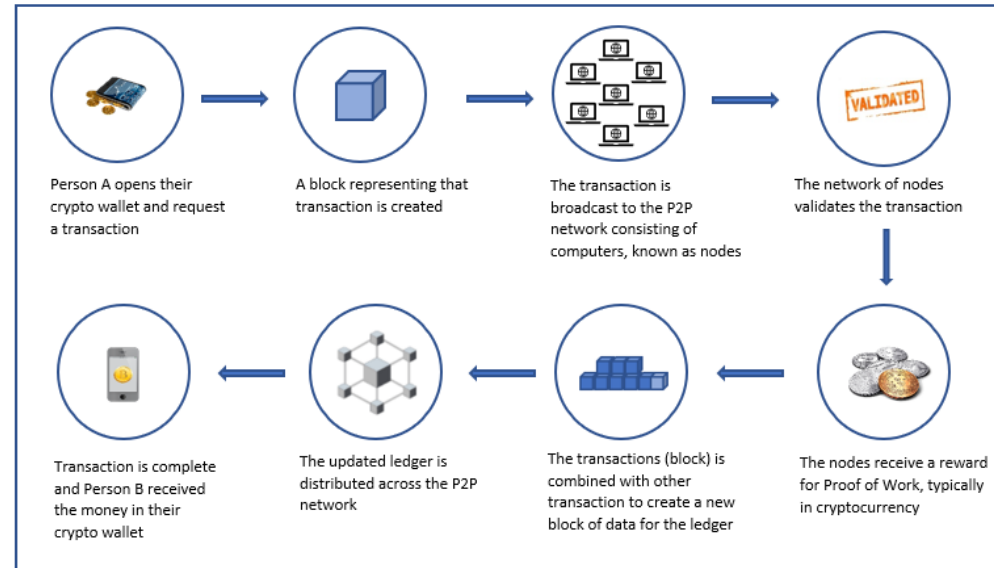 VALIDATED
Person A opens their
crypto wallet and request
a transaction
A block representing that
transaction is created
The transaction is
broadcast to the P2P
network consisting of
computers, known as nodes
The network of nodes
validates the transaction
Transaction is complete
and Person B received
the money in their
crypto wallet
The updated ledger is
distributed across the P2P
network
The transactions (block) is
combined with other
transaction to create a new
block of data for the ledger
The nodes receive a reward
for Proof of Work, typically
in cryptocurrency